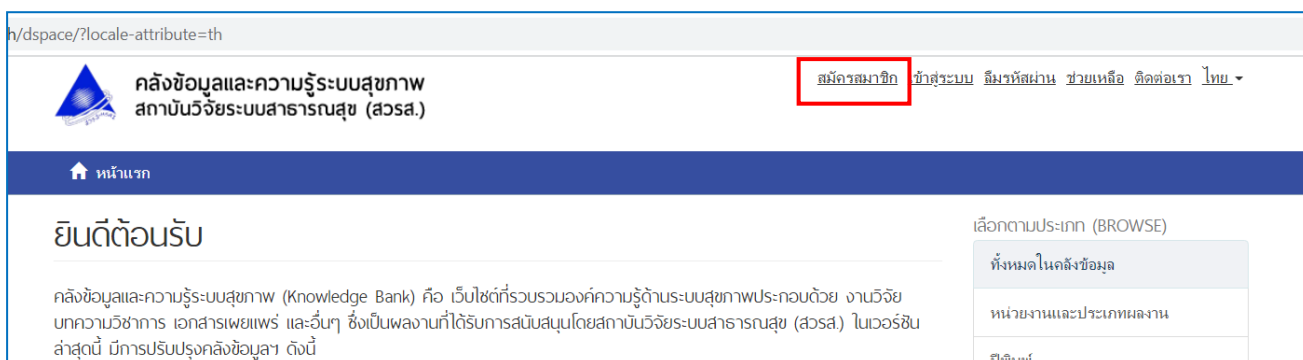 h/dspace/?locale-attribute=th
คลังข้อมูลและความรู้ระบบสุขภาพ
สถาบันวิจัยระบบสาธารณสุข (สวรส.)
สมัครสมาชิก เข้าสู่ระบบ ลืมรหัสผ่าน ช่วยเหลือ ติดต่อเรา ไทย
หน้าแรก
ยินดีต้อนรับ
คลังข้อมูลและความรู้ระบบสุขภาพ (Knowledge Bank) คือ เว็บไซต์ที่รวบรวมองค์ความรู้ด้านระบบสุขภาพประกอบด้วย งานวิจัย
บทความวิชาการ เอกสารเผยแพร่ และอื่นๆ ซึ่งเป็นผลงานที่ได้รับการสนับสนุนโดยสถาบันวิจัยระบบสาธารณสุข (สวรส.) ในเวอร์ชัน
ล่าสุดนี้ มีการปรับปรุงคลังข้อมูลฯ ดังนี้
เลือกตามประเภท (BROWSE)
ทั้งหมดในคลังข้อมูล
หน่วยงานและประเภทผลงาน
ปีพิมพ์